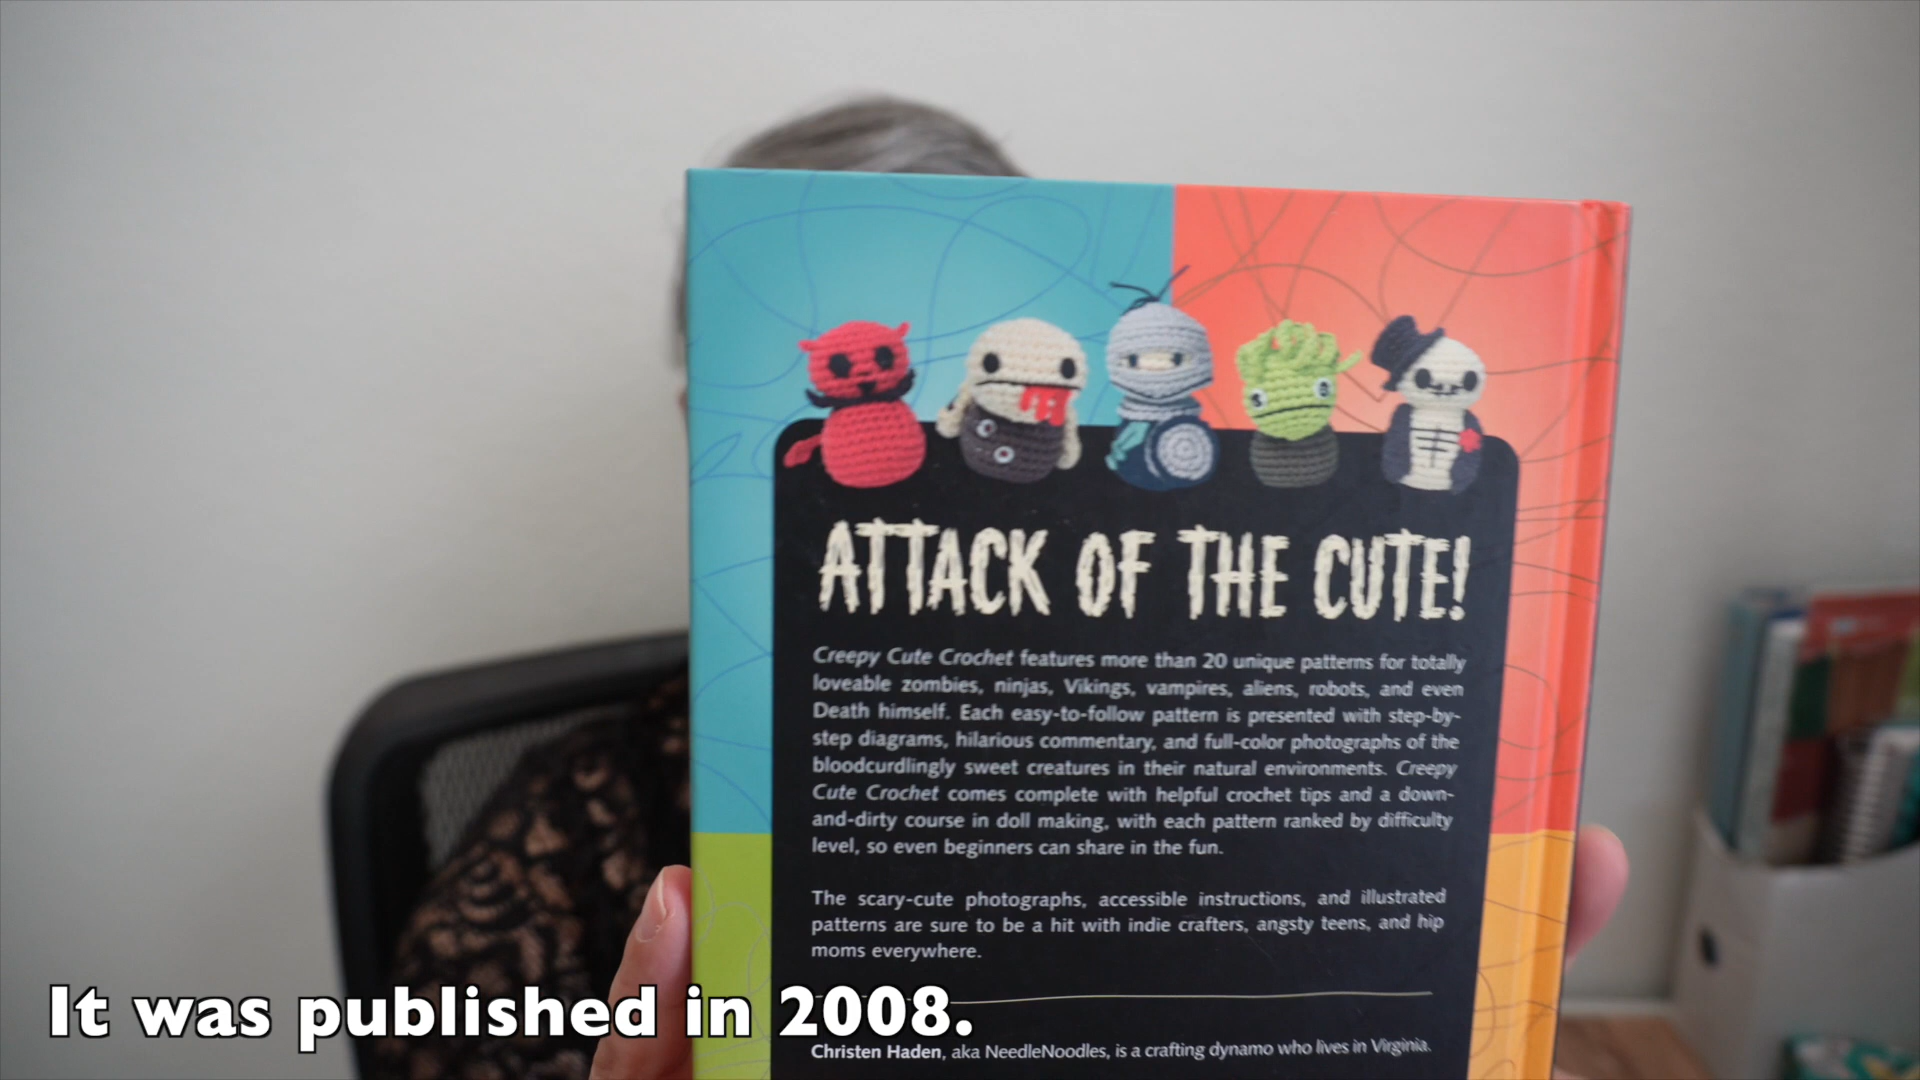 ATTACK OF THE CUTE!
Creepy Cute Crochet features more than 20 unique patterns for totally
loveable zombies, ninjas, Vikings, vampires, aliens, robots, and even
Death himself. Each easy-to-follow pattern is presented with step-by-
step diagrams, hilarious commentary, and full-color photographs of the
bloodcurdlingly sweet creatures in their natural environments. Creepy
Cute Crochet comes complete with helpful crochet tips and a down-
and-dirty course in doll making, with each pattern ranked by difficulty
level, so even beginners can share in the fun.
The scary-cute photographs, accessible instructions, and illustrated
patterns are sure to be a hit with indie crafters, angsty teens, and hip
moms everywhere.
It was published in 2008.
Christen Haden, aka NeedleNoodles, is a crafting dynamo who lives in Virginia.